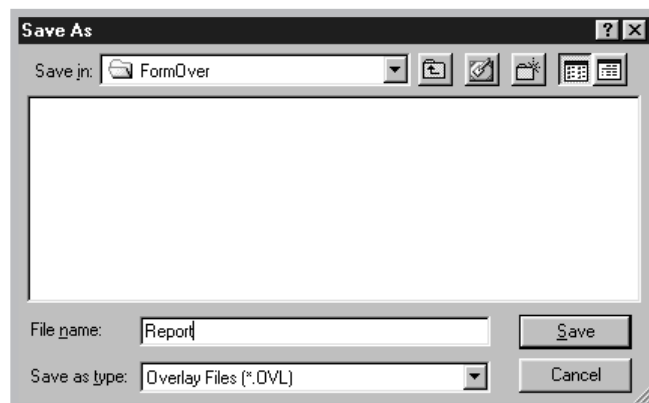 Save As
Save in: FormOver
File name: Report
Save
Save as type: Overlay Files (*.OVL)
Cancel